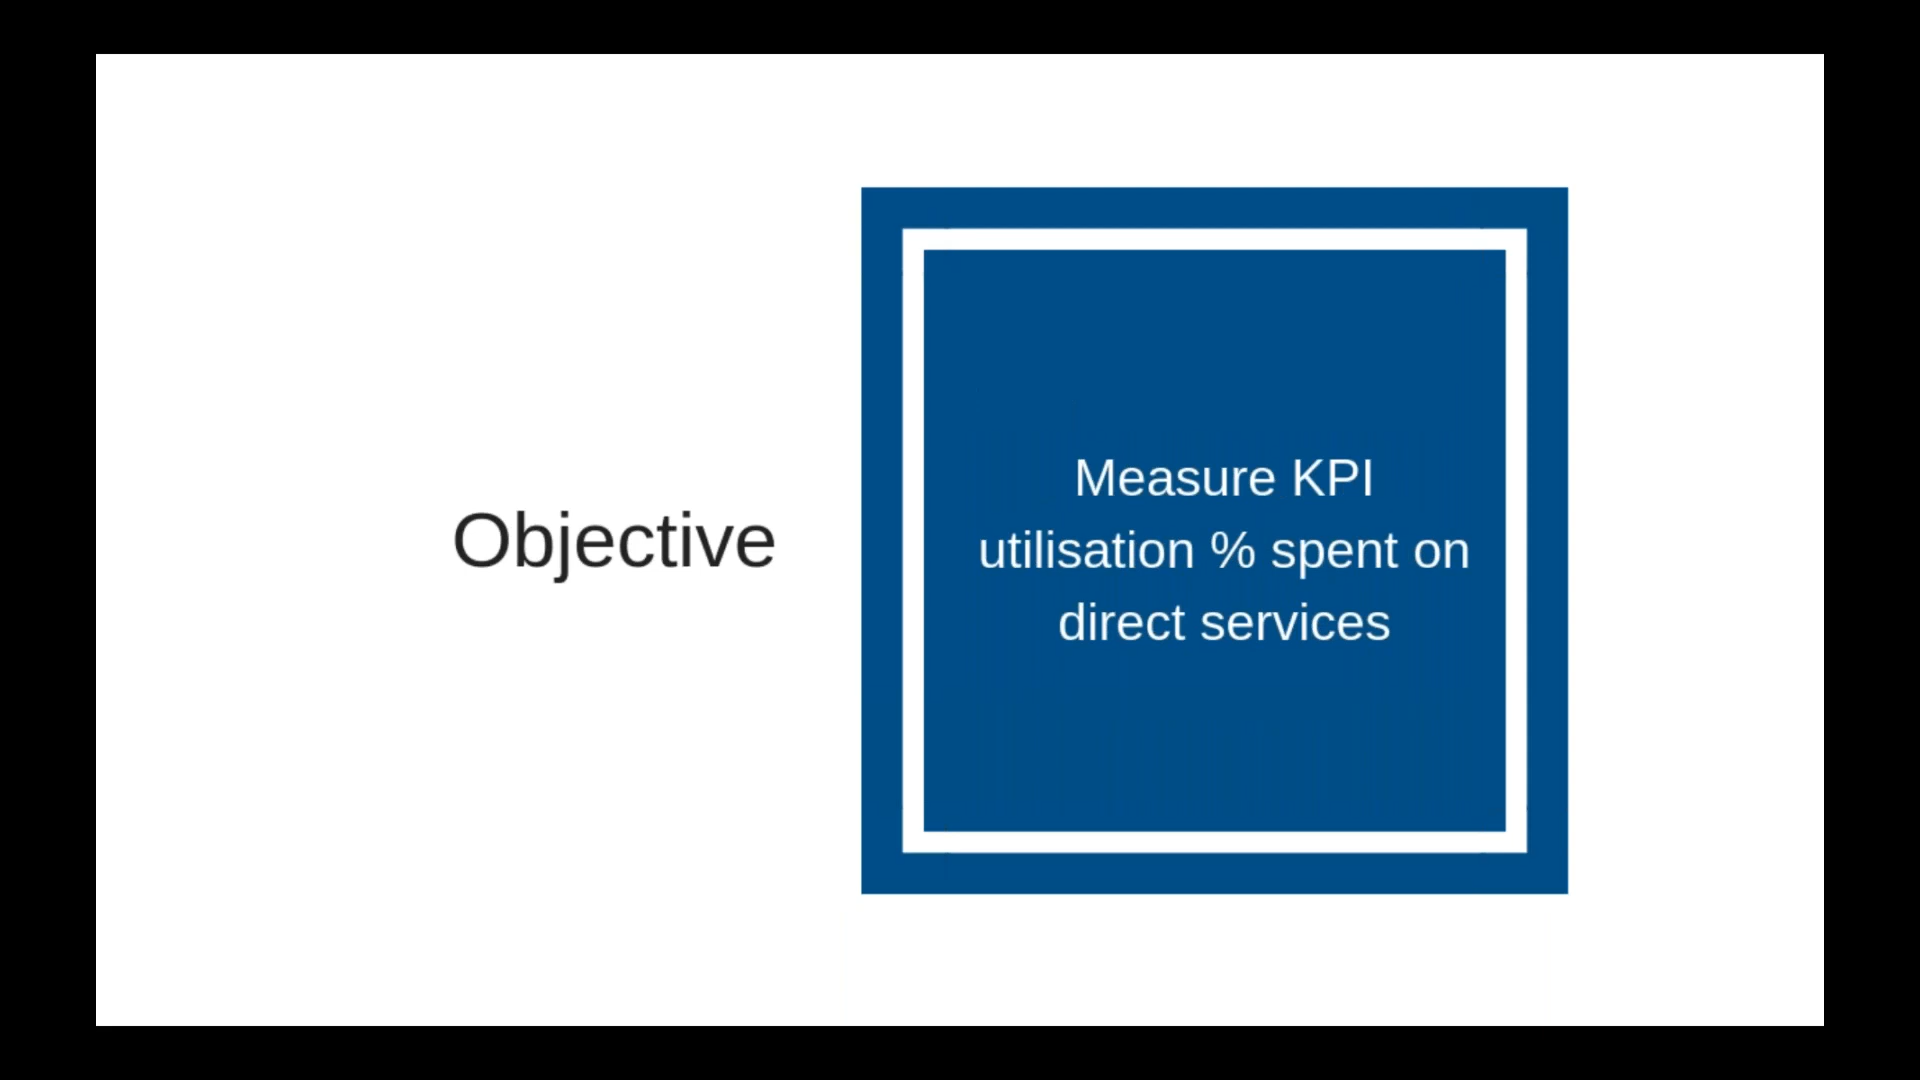 Objective
Measure KPI
utilisation % spent on
direct services